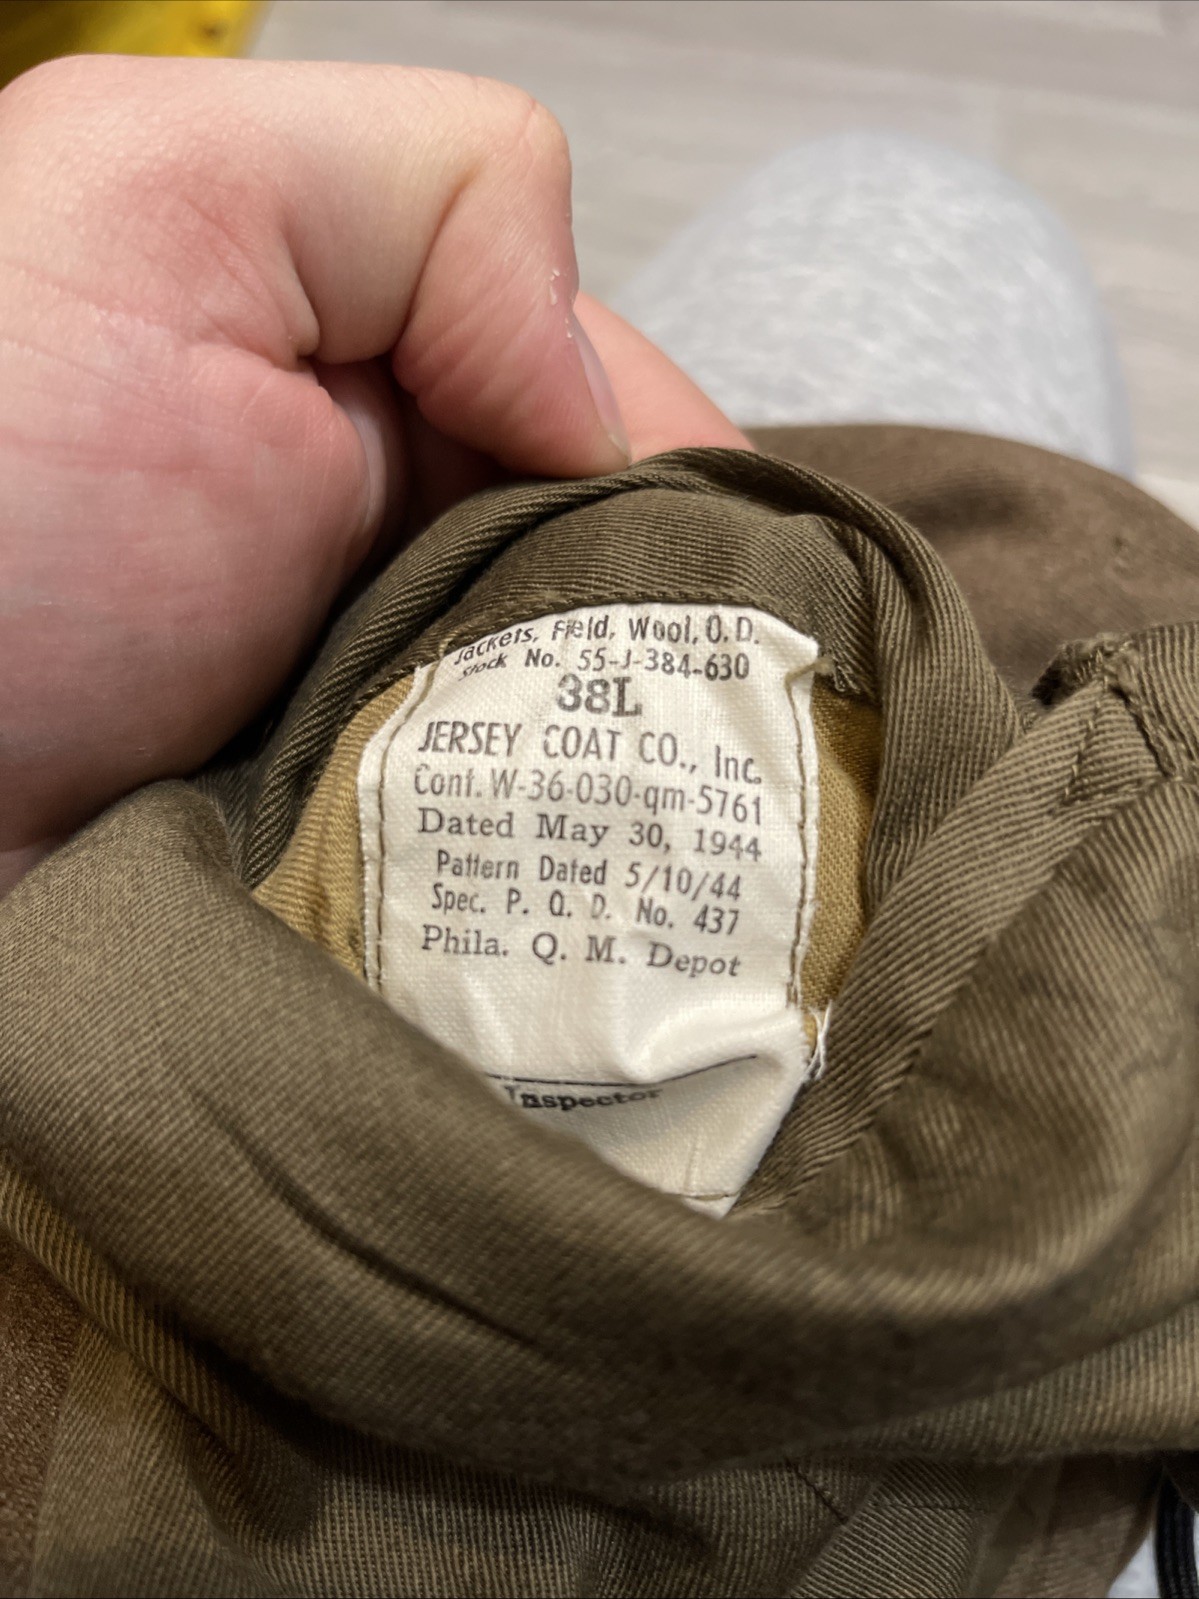 Jackets, Field, Wool, O.D.
Stock No. 55-J-384-630
38L
JERSEY COAT CO., Inc.
Cont. W-36-030-qm-5761
Dated May 30, 1944
Pattern Dated 5/10/44
Spec. P. Q. D. No. 437
Phila. Q. M. Depot
Inspector